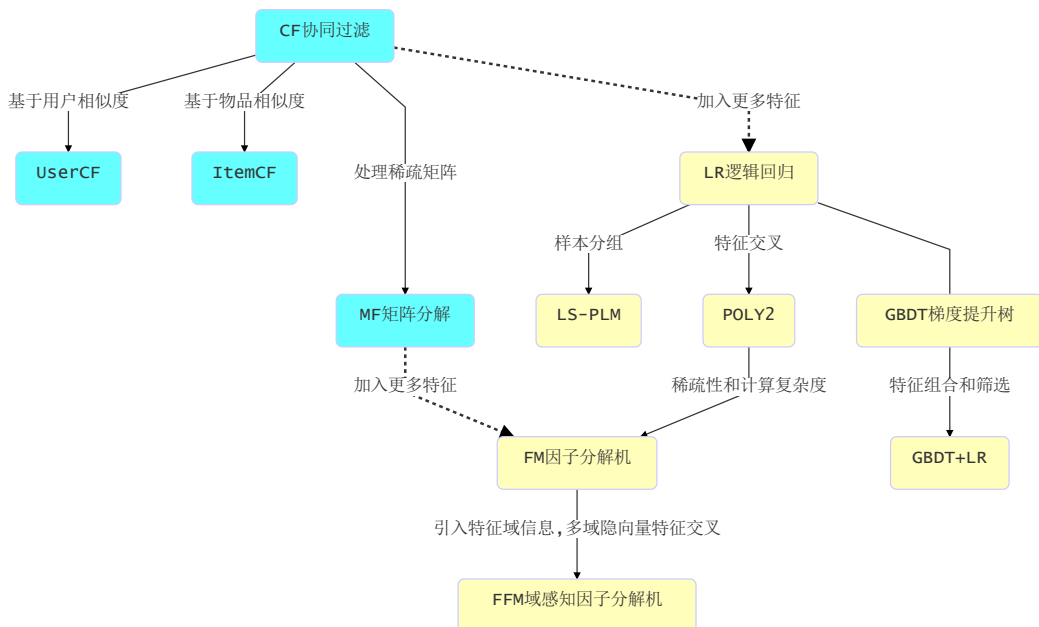 CF协同过滤
基于用户相似度
基于物品相似度
加入更多特征
UserCF
ItemCF
处理稀疏矩阵
LR逻辑回归
样本分组
特征交叉
MF矩阵分解
LS-PLM
POLY2
GBDT梯度提升树
加入更多特征
稀疏性和计算复杂度
特征组合和筛选
FM因子分解机
GBDT+LR
引入特征域信息,多域隐向量特征交叉
FFM域感知因子分解机